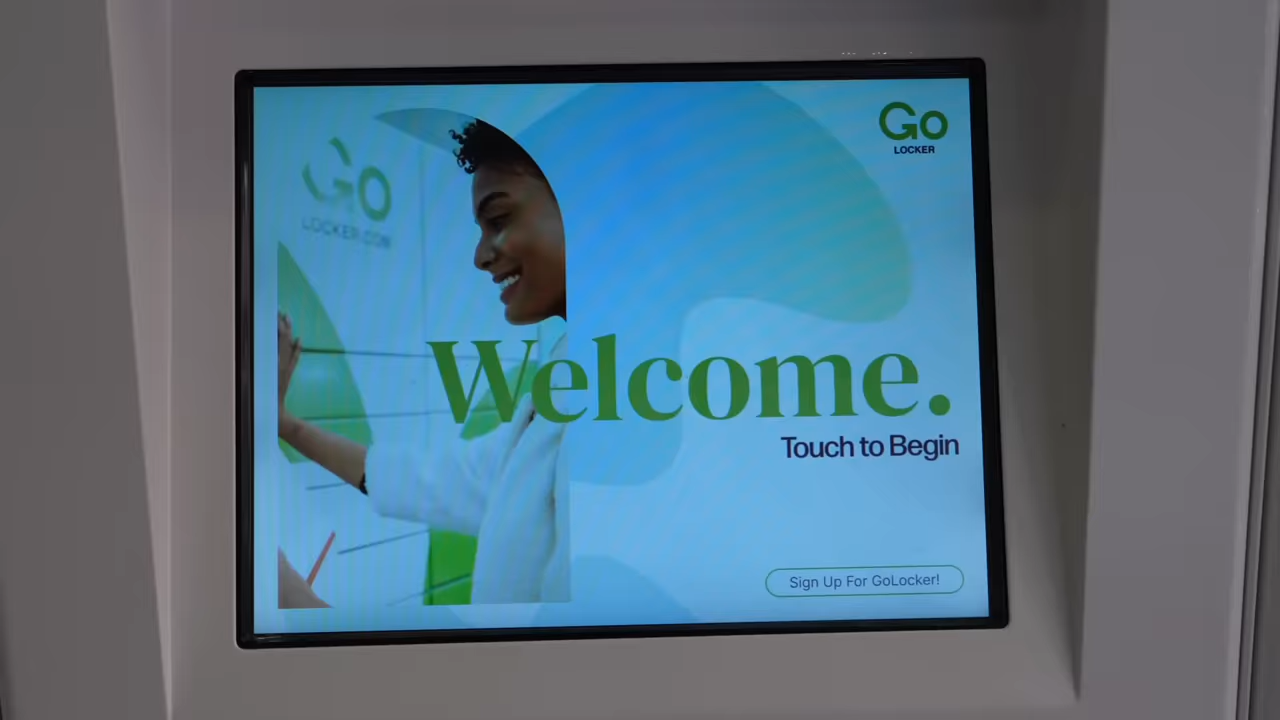 Go
LOCKER
Go
LOCKER.COM
Welcome.
Touch to Begin
Sign Up For GoLocker!